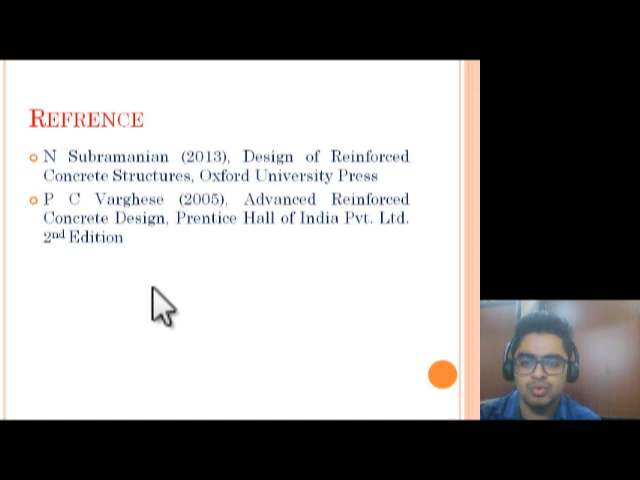 REFRENCE
N Subramanian (2013), Design of Reinforced
Concrete Structures, Oxford University Press
P C Varghese (2005), Advanced Reinforced
Concrete Design, Prentice Hall of India Pvt. Ltd.
2nd Edition